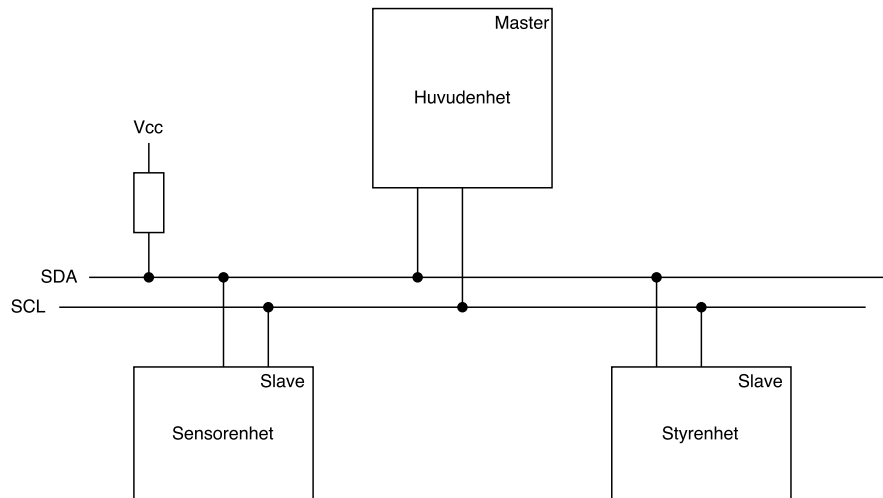 Master
Huvudenhet
Vcc
SDA
SCL
Slave
Sensorenhet
Slave
Styrenhet